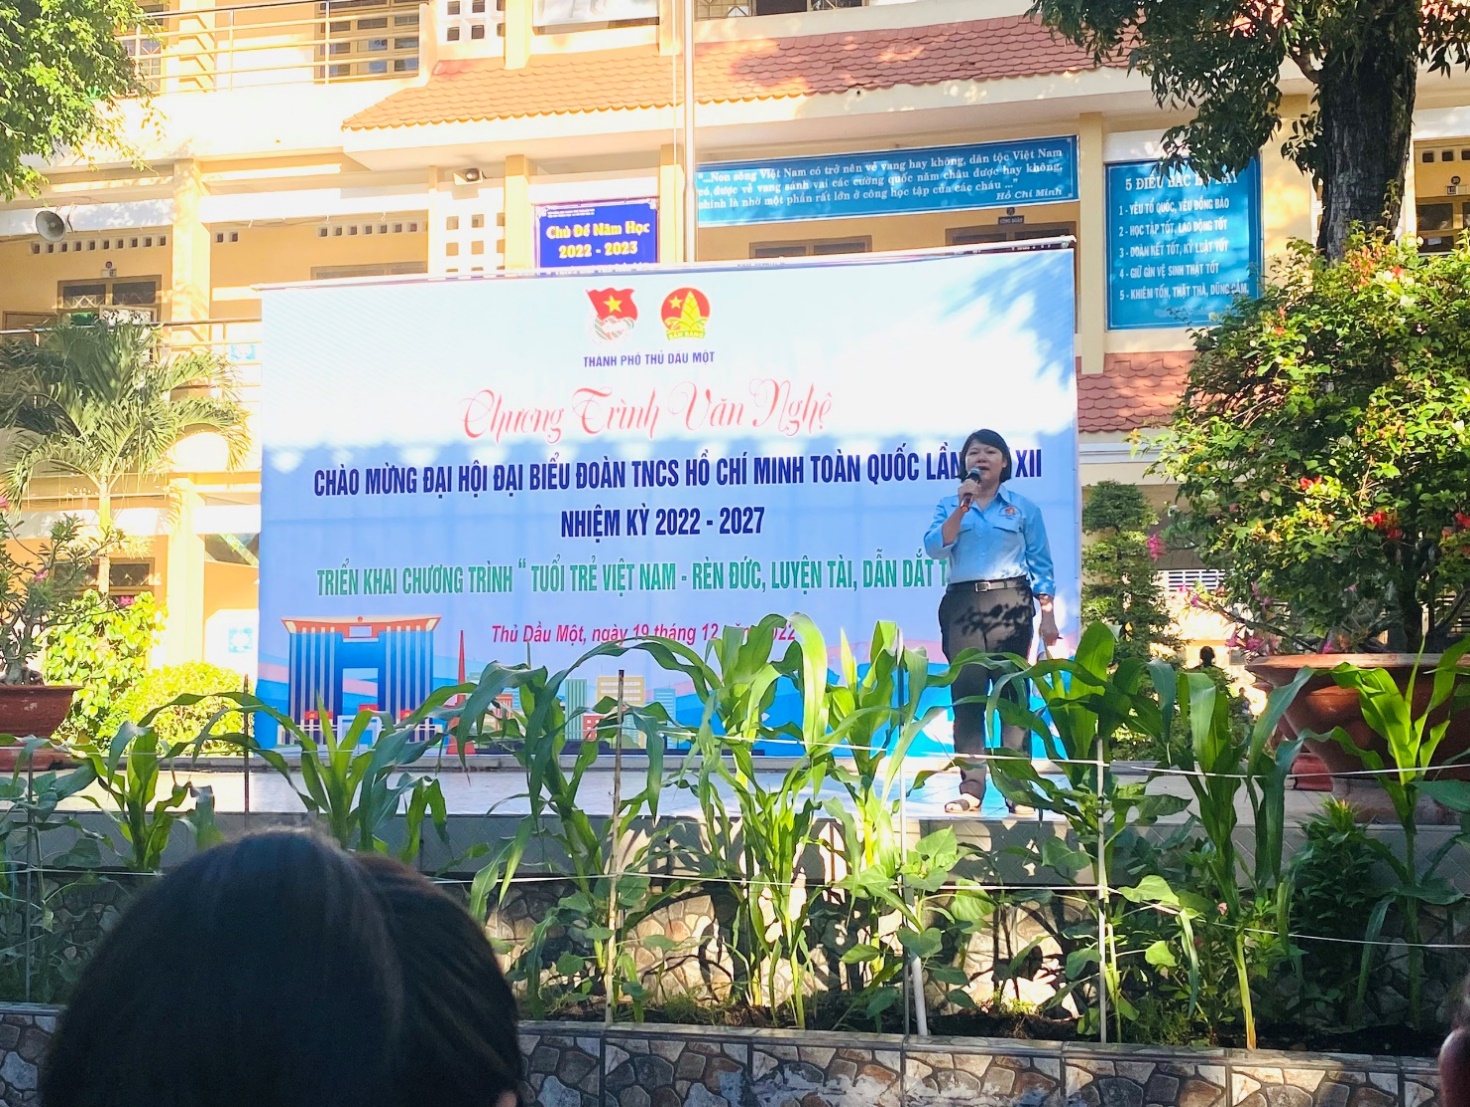 "...Non sông Việt Nam có trở nên vẻ vang hay không, dân tộc Việt Nam
có được vẻ vang sánh vai các cường quốc năm châu được hay không,
chính là nhờ một phần rất lớn ở công học tập của các cháu ..."
Hồ Chí Minh
5 ĐIỀU BÁC
1 - YÊU TỔ QUỐC, YÊU ĐỒNG BÀO
2 - HỌC TẬP TỐT, LAO ĐỘNG TỐT
3 - ĐOÀN KẾT TỐT, KỶ LUẬT TỐT
4 - GIỮ GÌN VỆ SINH THẬT TỐT
5 - KHIÊM TỐN, THẬT THÀ, DŨNG CẢM.
Chủ Đề Năm Học
2022 - 2023
THÀNH PHỐ THỦ DẦU MỘT
Chương Trình Văn Nghệ
CHÀO MỪNG ĐẠI HỘI ĐẠI BIỂU ĐOÀN TNCS HỒ CHÍ MINH TOÀN QUỐC LẦN XII
NHIỆM KỲ 2022 - 2027
TRIỂN KHAI CHƯƠNG TRÌNH " TUỔI TRẺ VIỆT NAM - RÈN ĐỨC, LUYỆN TÀI, DẪN DẮT
Thủ Dầu Một, ngày 19 tháng 12 năm 2022